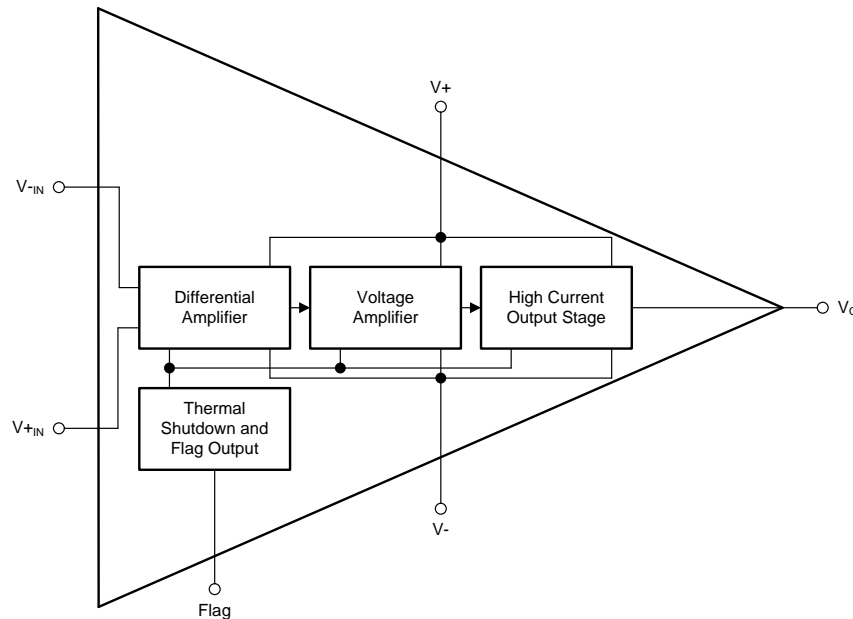 V+
V-IN
Differential
Amplifier
Voltage
Amplifier
High Current
Output Stage
V+IN
Thermal
Shutdown and
Flag Output
V-
Flag